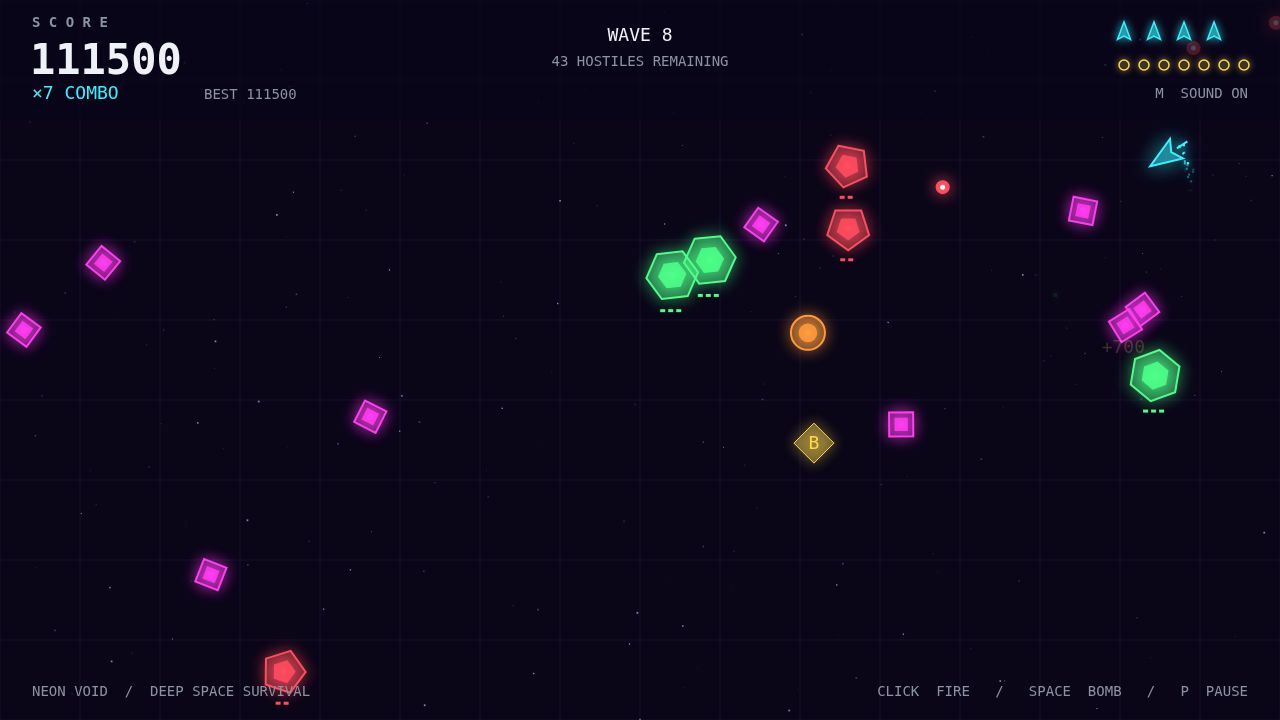 SCORE
111500
×7 COMBO
BEST 111500
WAVE 8
43 HOSTILES REMAINING
M SOUND ON
+700
B
NEON VOID / DEEP SPACE SURVIVAL
CLICK FIRE / SPACE BOMB / P PAUSE